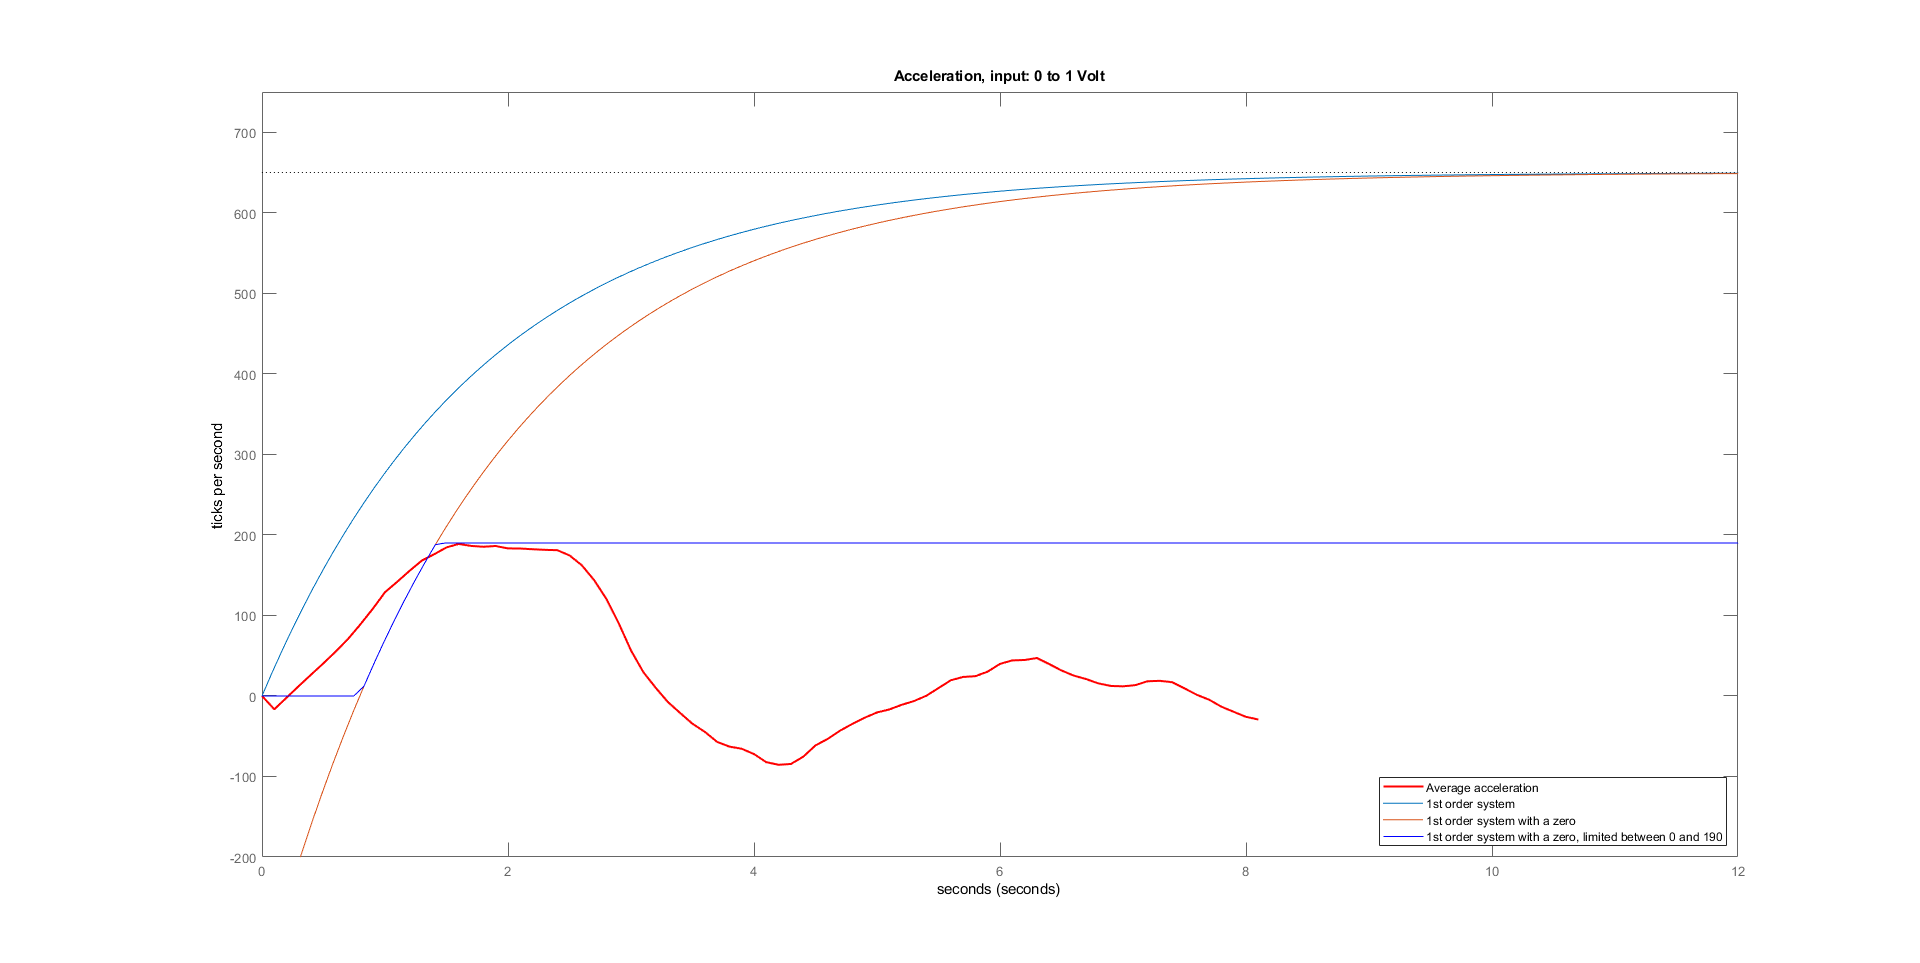 Acceleration, input: 0 to 1 Volt
700
600
500
400
300
200
100
0
-100
-200
ticks per second
0 2 4 6 8 10 12
seconds (seconds)
Average acceleration
1st order system
1st order system with a zero
1st order system with a zero, limited between 0 and 190